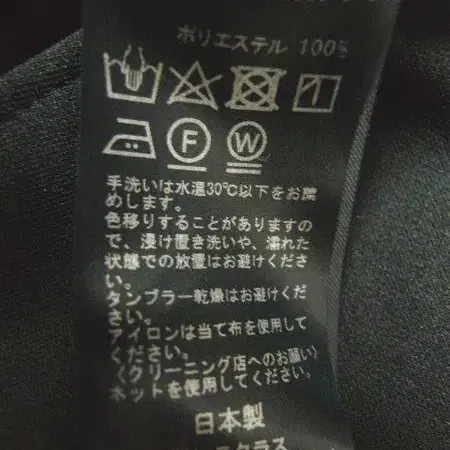 ポリエステル 100%
F W
手洗いは水温30℃以下をお薦
めします。
色移りすることがありますの
で、浸け置き洗いや、濡れた
状態での放置はお避けくださ
い。
タンブラー乾燥はお避けくだ
さい。
アイロンは当て布を使用して
ください。
〈クリーニング店へのお願い〉
ネットを使用してください。
日本製